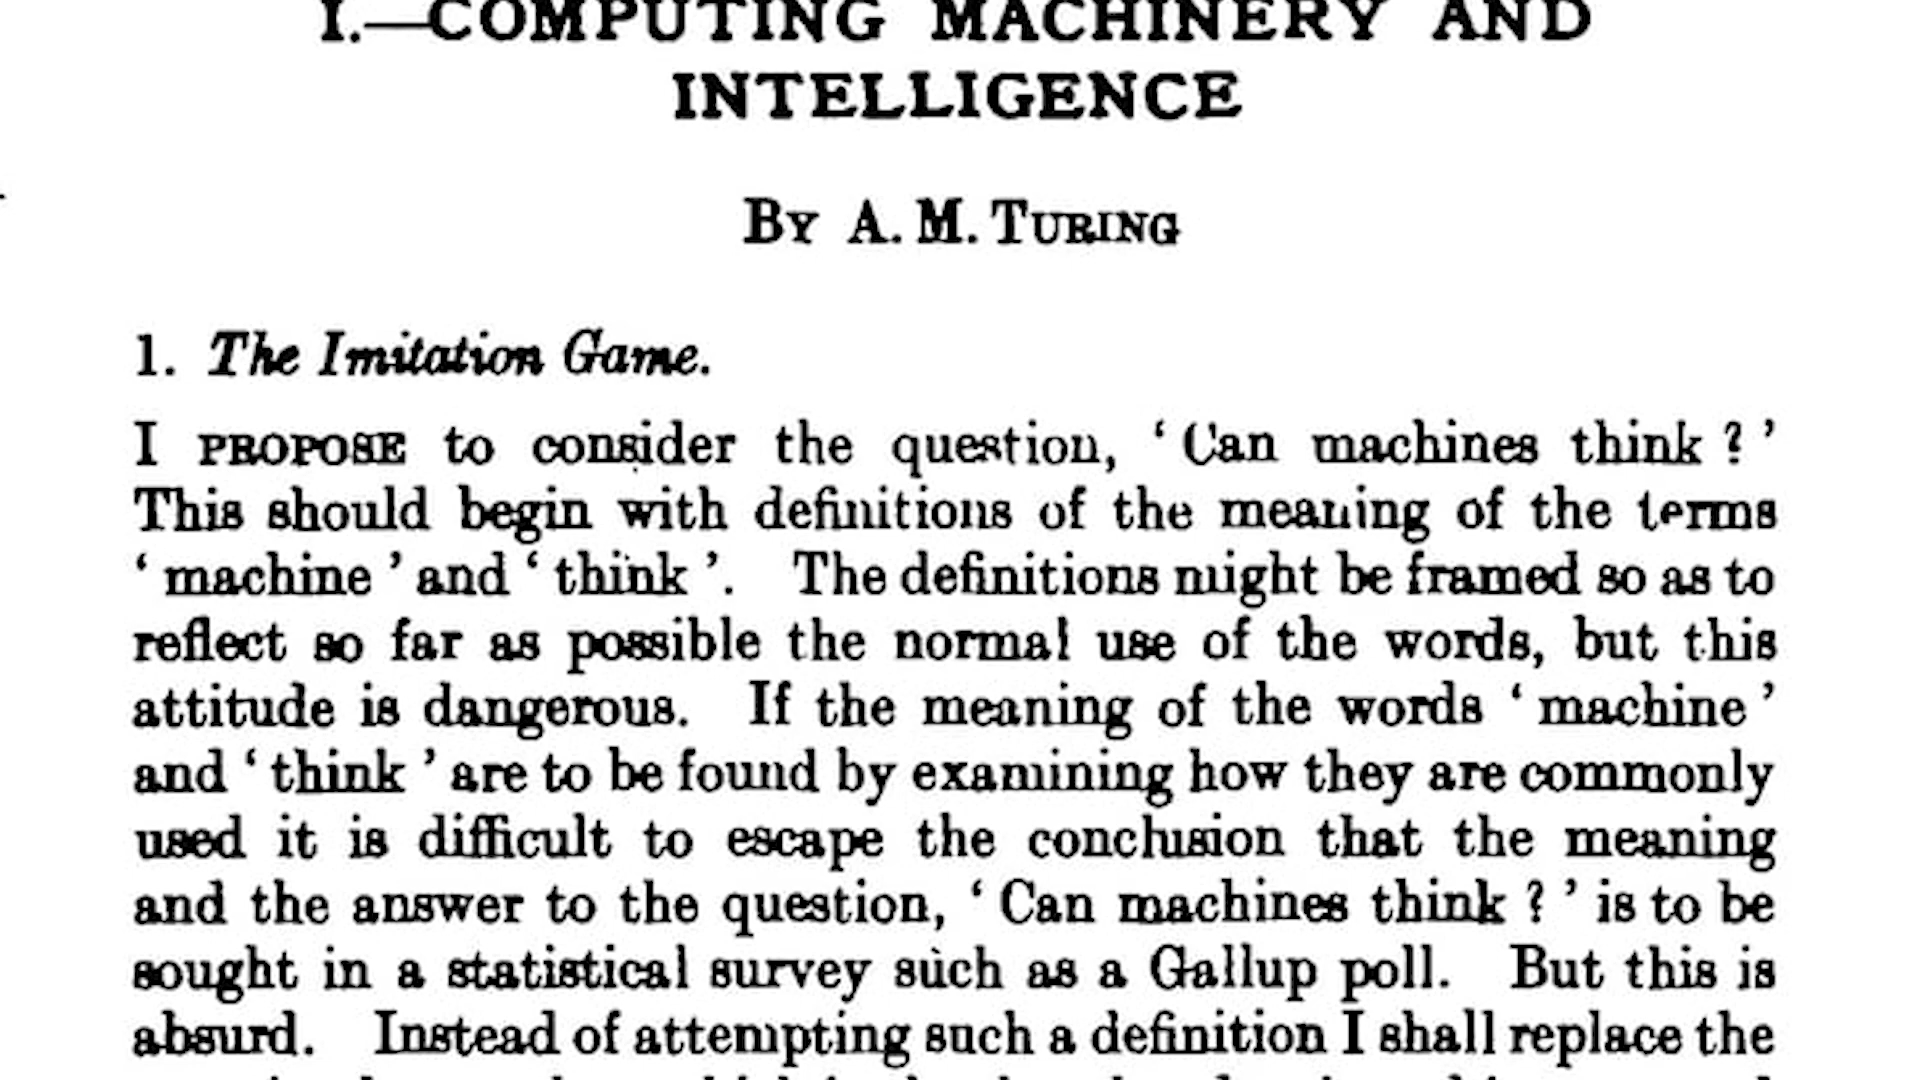 I.—COMPUTING MACHINERY AND
INTELLIGENCE
BY A. M. TURING
1. The Imitation Game.
I PROPOSE to consider the question, ‘ Can machines think ? ’
This should begin with definitions of the meaning of the terms
‘ machine ’ and ‘ think ’. The definitions might be framed so as to
reflect so far as possible the normal use of the words, but this
attitude is dangerous. If the meaning of the words ‘ machine ’
and ‘ think ’ are to be found by examining how they are commonly
used it is difficult to escape the conclusion that the meaning
and the answer to the question, ‘ Can machines think ? ’ is to be
sought in a statistical survey such as a Gallup poll. But this is
absurd. Instead of attempting such a definition I shall replace the